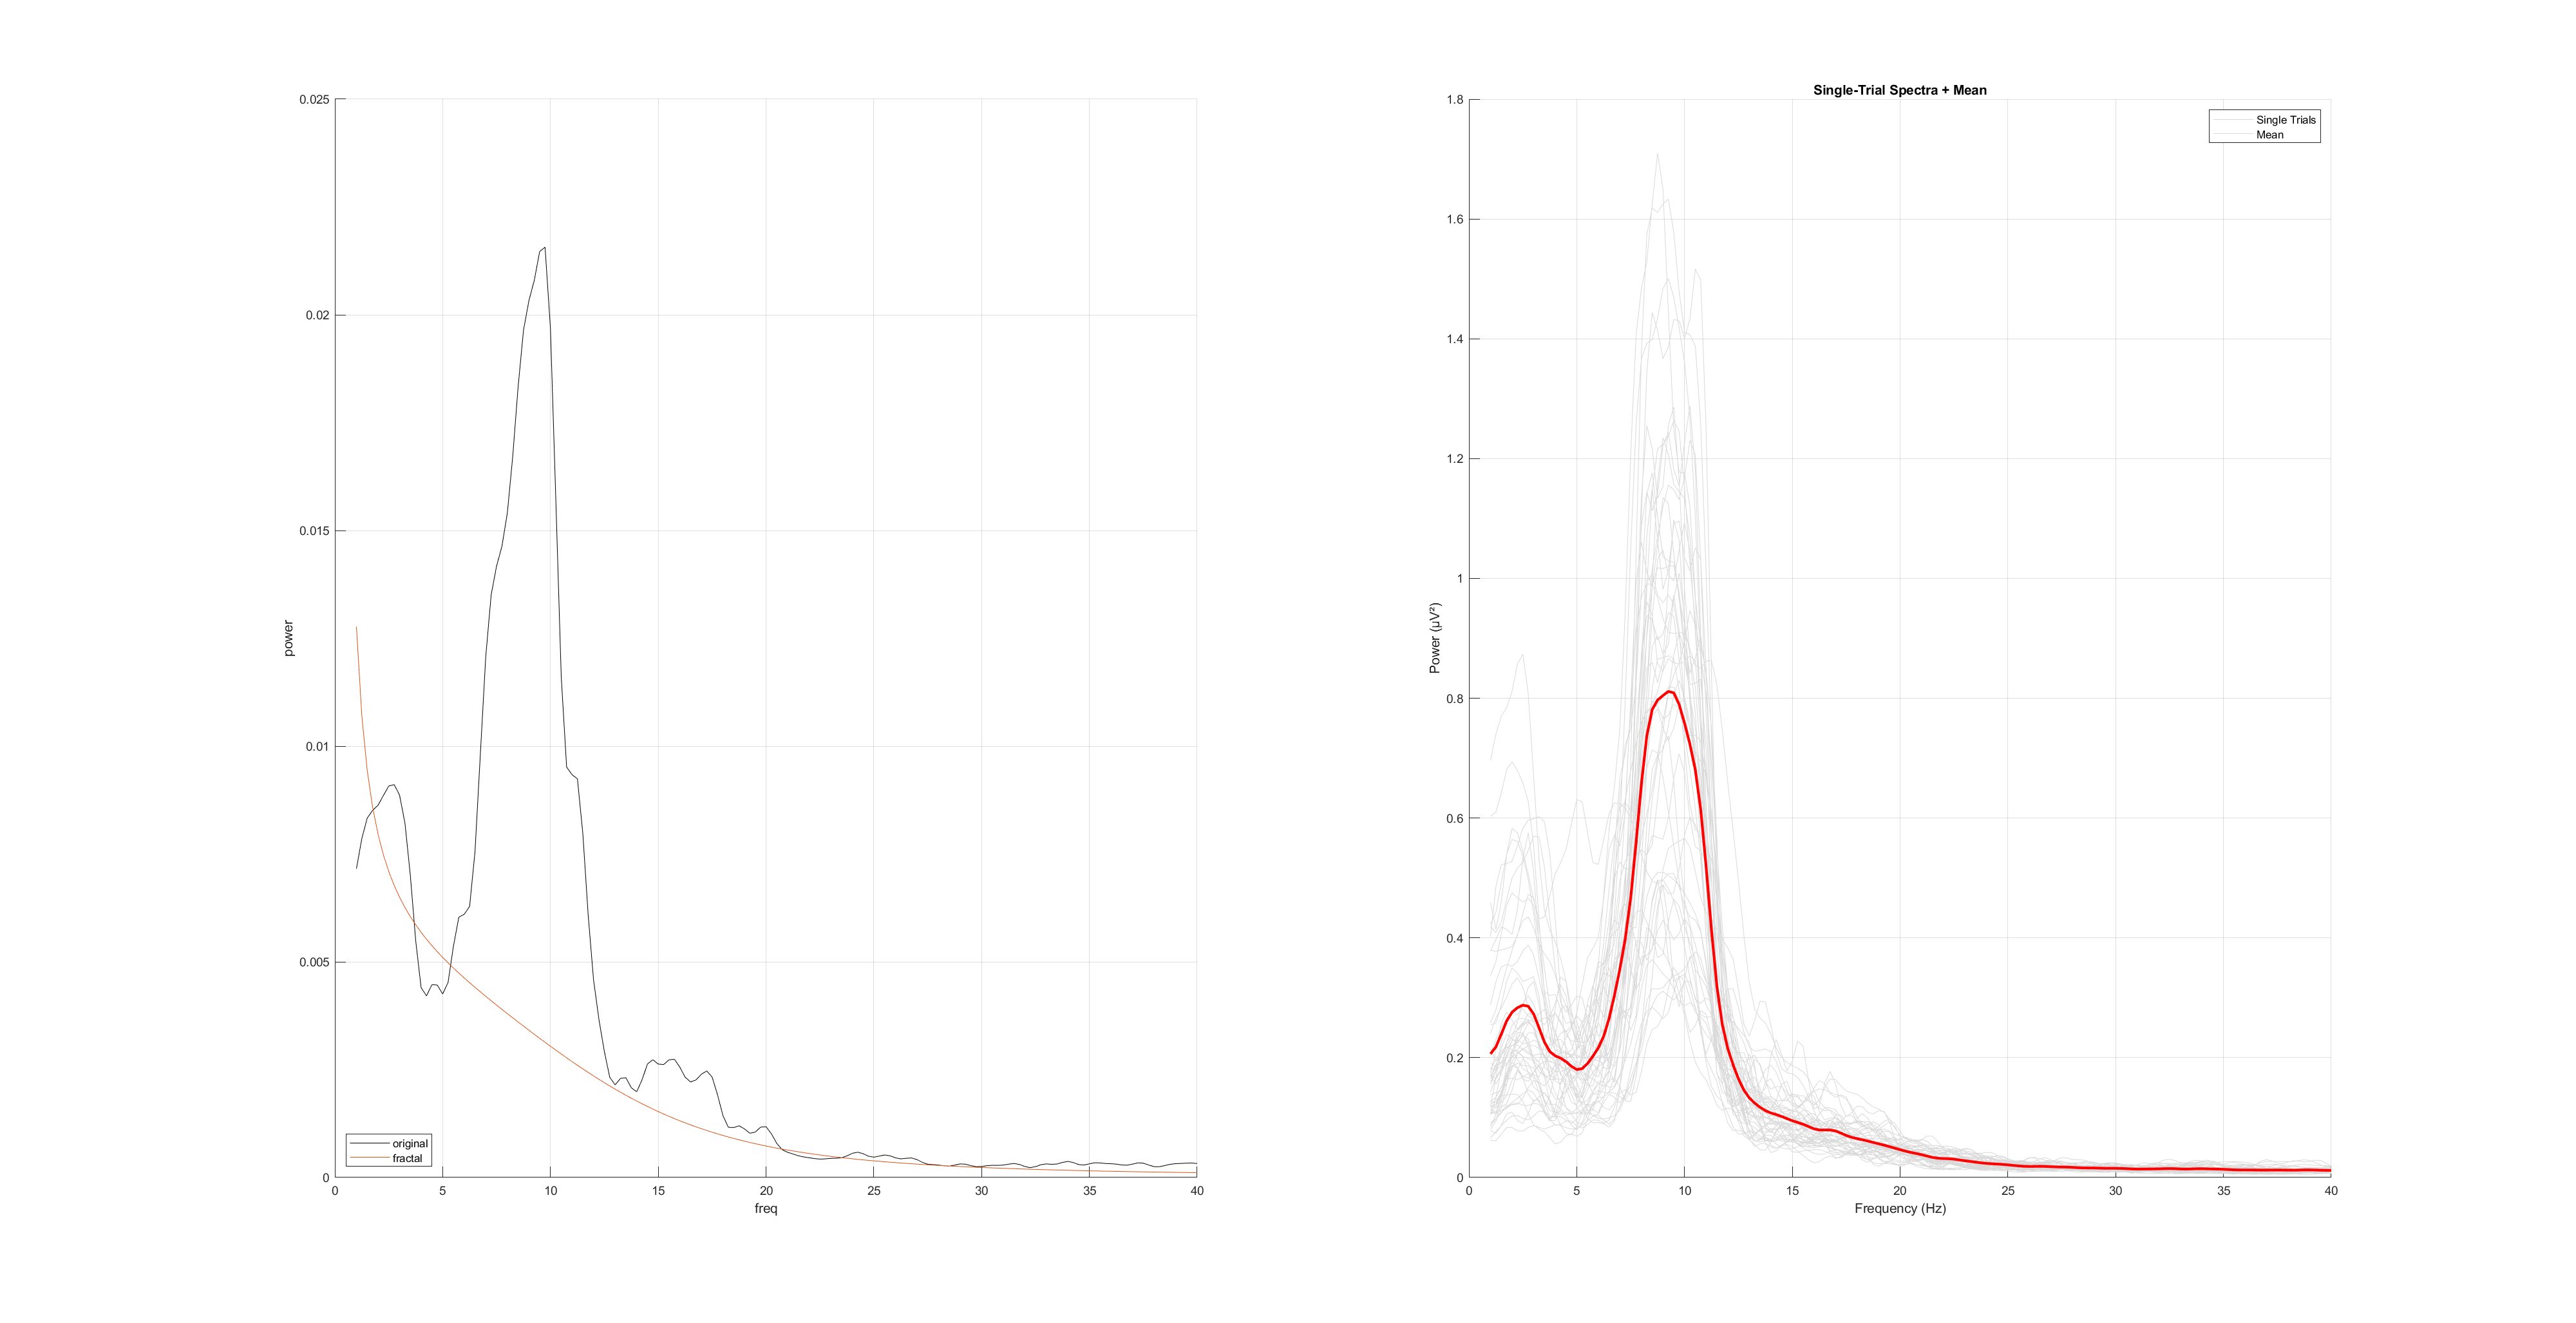 0.025
0.02
0.015
0.01
0.005
0
power
0 5 10 15 20 25 30 35 40
freq
original
fractal
Single-Trial Spectra + Mean
1.8
1.6
1.4
1.2
1
0.8
0.6
0.4
0.2
0
Power (µV²)
0 5 10 15 20 25 30 35 40
Frequency (Hz)
Single Trials
Mean